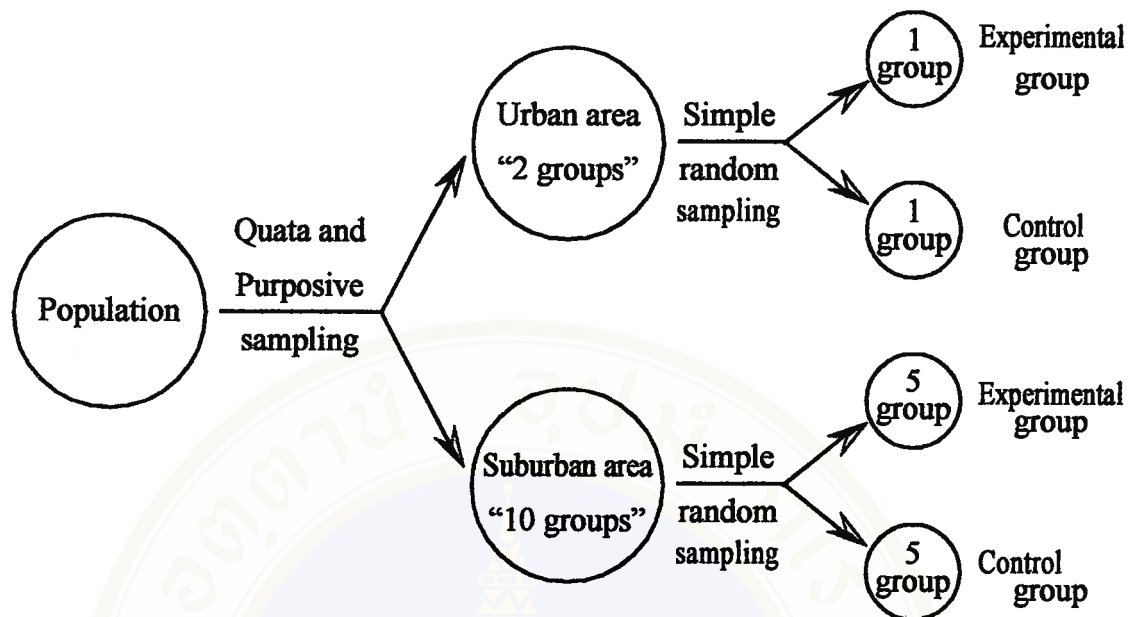 Population
Quata and
Purposive
sampling
Urban area
“2 groups”
Simple
random
sampling
1
group
Experimental
group
1
group
Control
group
Suburban area
“10 groups”
Simple
random
sampling
5
group
Experimental
group
5
group
Control
group